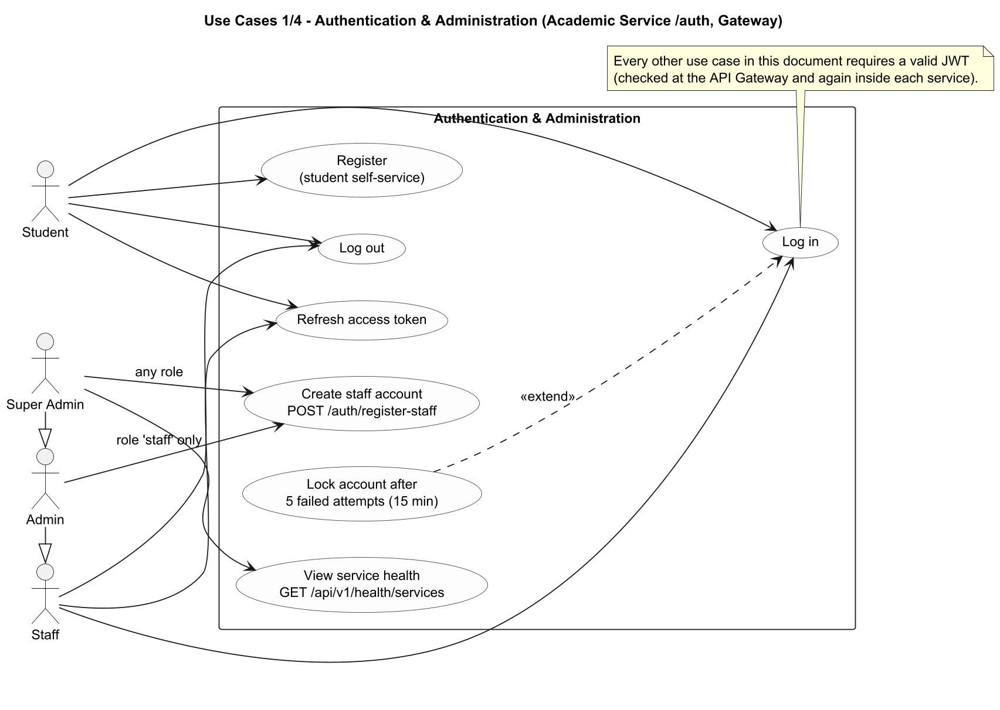 Use Cases 1/4 - Authentication & Administration (Academic Service /auth, Gateway)
Every other use case in this document requires a valid JWT
(checked at the API Gateway and again inside each service).
Authentication & Administration
Register
(student self-service)
Student
Log out
Log in
Refresh access token
any role
Super Admin
Create staff account
POST /auth/register-staff
«extend»
role 'staff' only
Lock account after
5 failed attempts (15 min)
Admin
View service health
GET /api/v1/health/services
Staff